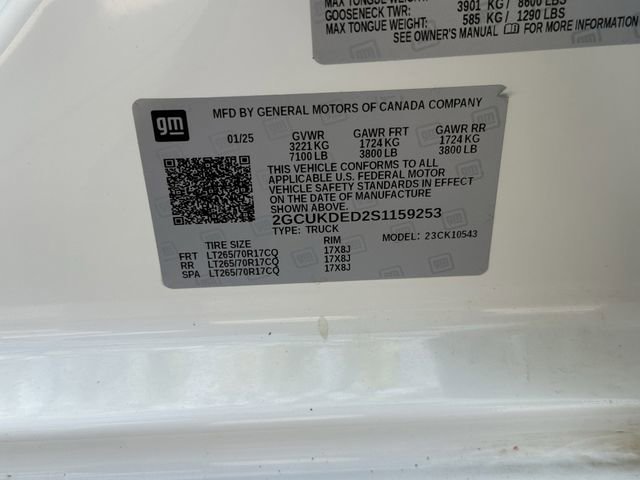 MAX TONGUE WEIGHT:
GOOSENECK TWR: 3901 KG / 8600 LBS
MAX TONGUE WEIGHT: 585 KG / 1290 LBS
SEE OWNER'S MANUAL FOR MORE INFORMATION
gm
MFD BY GENERAL MOTORS OF CANADA COMPANY
01/25 GVWR GAWR FRT GAWR RR
3221 KG 1724 KG 1724 KG
7100 LB 3800 LB 3800 LB
THIS VEHICLE CONFORMS TO ALL
APPLICABLE U.S. FEDERAL MOTOR
VEHICLE SAFETY STANDARDS IN EFFECT
ON THE DATE OF MANUFACTURE
SHOWN ABOVE.
2GCUKDED2S1159253
TYPE: TRUCK MODEL: 23CK10543
TIRE SIZE RIM
FRT LT265/70R17CQ 17X8J
RR LT265/70R17CQ 17X8J
SPA LT265/70R17CQ 17X8J